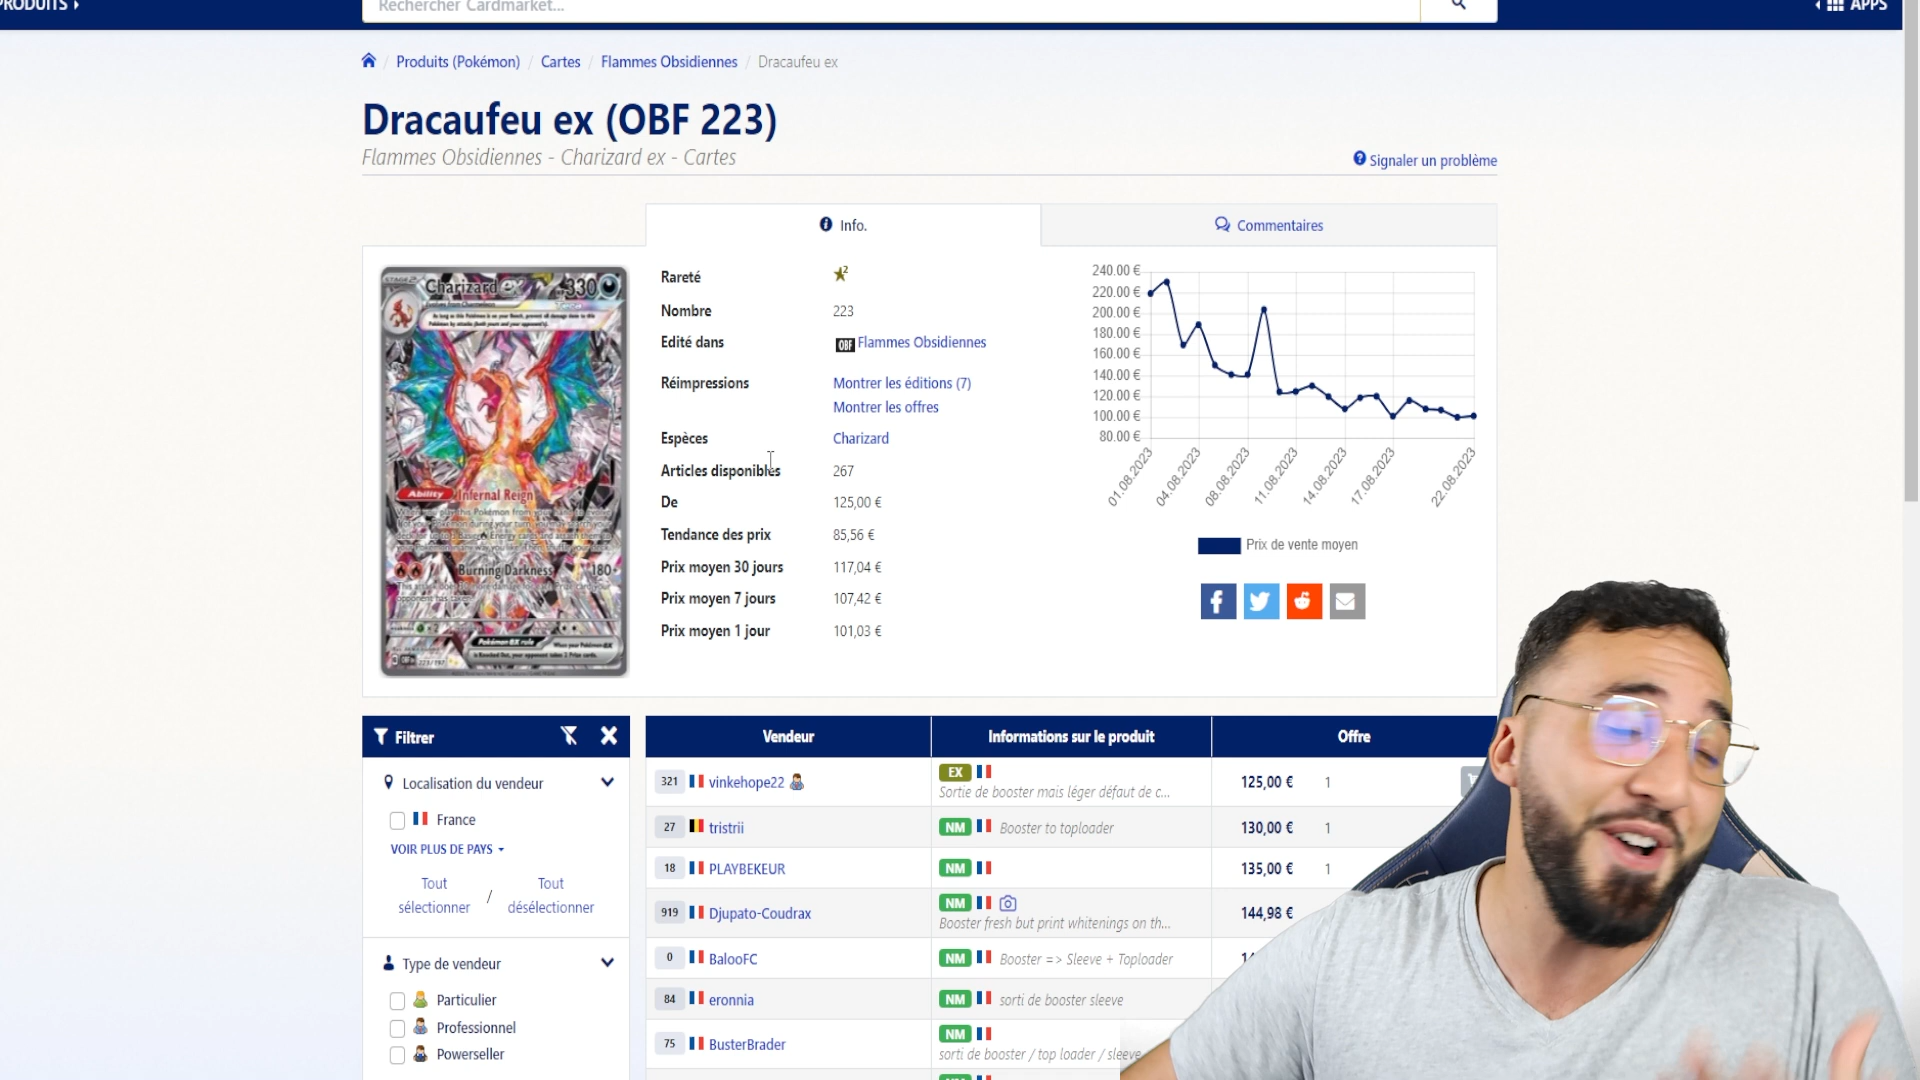 PRODUITS
Rechercher Cardmarket...
APPS
Produits (Pokémon) / Cartes / Flammes Obsidiennes / Dracaufeu ex
Dracaufeu ex (OBF 223)
Flammes Obsidiennes - Charizard ex - Cartes
Signaler un problème
Info.
Commentaires
Rareté
Nombre 223
Edité dans OBF Flammes Obsidiennes
Réimpressions Montrer les éditions (7)
Montrer les offres
Espèces Charizard
Articles disponibles 267
De 125,00 €
Tendance des prix 85,56 €
Prix moyen 30 jours 117,04 €
Prix moyen 7 jours 107,42 €
Prix moyen 1 jour 101,03 €
Charizard ex 330
Ability Infernal Reign
Burning Darkness 180+
Pokémon ex rule
240.00 €
220.00 €
200.00 €
180.00 €
160.00 €
140.00 €
120.00 €
100.00 €
80.00 €
01.08.2023
04.08.2023
08.08.2023
11.08.2023
14.08.2023
17.08.2023
22.08.2023
Prix de vente moyen
Filtrer
Localisation du vendeur
France
VOIR PLUS DE PAYS
Tout sélectionner / Tout désélectionner
Type de vendeur
Particulier
Professionnel
Powerseller
Vendeur Informations sur le produit Offre
321 vinkehope22 EX 125,00 € 1
Sortie de booster mais léger défaut de c...
27 tristrii NM Booster to toploader 130,00 € 1
18 PLAYBEKEUR NM 135,00 € 1
919 Djupato-Coudrax NM 144,98 €
Booster fresh but print whitenings on th...
0 BalooFC NM Booster => Sleeve + Toploader
84 eronnia NM sorti de booster sleeve
75 BusterBrader NM
sorti de booster / top loader / sleeve